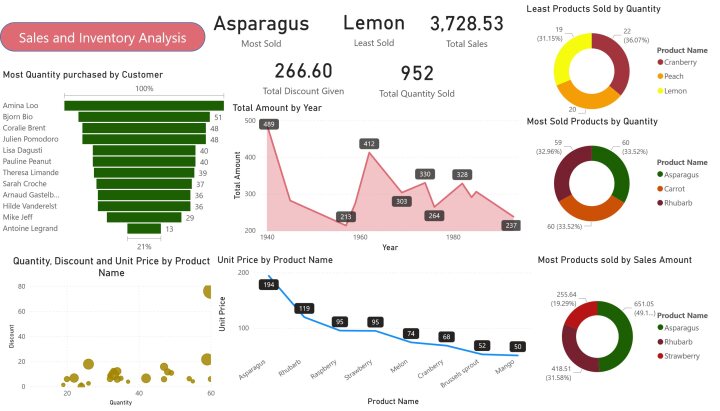 Sales and Inventory Analysis
Asparagus
Most Sold
Lemon
Least Sold
3,728.53
Total Sales
266.60
Total Discount Given
952
Total Quantity Sold
Least Products Sold by Quantity
19
(31.15%)
22
(36.07%)
20
Product Name
Cranberry
Peach
Lemon
Most Quantity purchased by Customer
100%
Amina Loo
Bjorn Bio 51
Coralie Brent 48
Julien Pomodoro 48
Lisa Dagusti 40
Pauline Peanut 40
Theresa Limande 39
Sarah Croche 37
Arnaud Gastelb... 36
Hilde Vanderelst 36
Mike Jeff 29
Antoine Legrand 13
21%
Total Amount by Year
Total Amount
500
400
300
200
489
213
412
303
330
264
328
237
1940
1960
1980
Year
Most Sold Products by Quantity
59
(32.96%)
60
(33.52%)
60 (33.52%)
Product Name
Asparagus
Carrot
Rhubarb
Quantity, Discount and Unit Price by Product
Name
Discount
80
60
40
20
0
20
40
60
Quantity
Unit Price by Product Name
Unit Price
200
100
194
119
95
95
74
68
52
50
Asparagus
Rhubarb
Raspberry
Strawberry
Melon
Cranberry
Brussels sprout
Mango
Product Name
Most Products sold by Sales Amount
255.64
(19.29%)
651.05
(49.1...)
418.51
(31.58%)
Product Name
Asparagus
Rhubarb
Strawberry